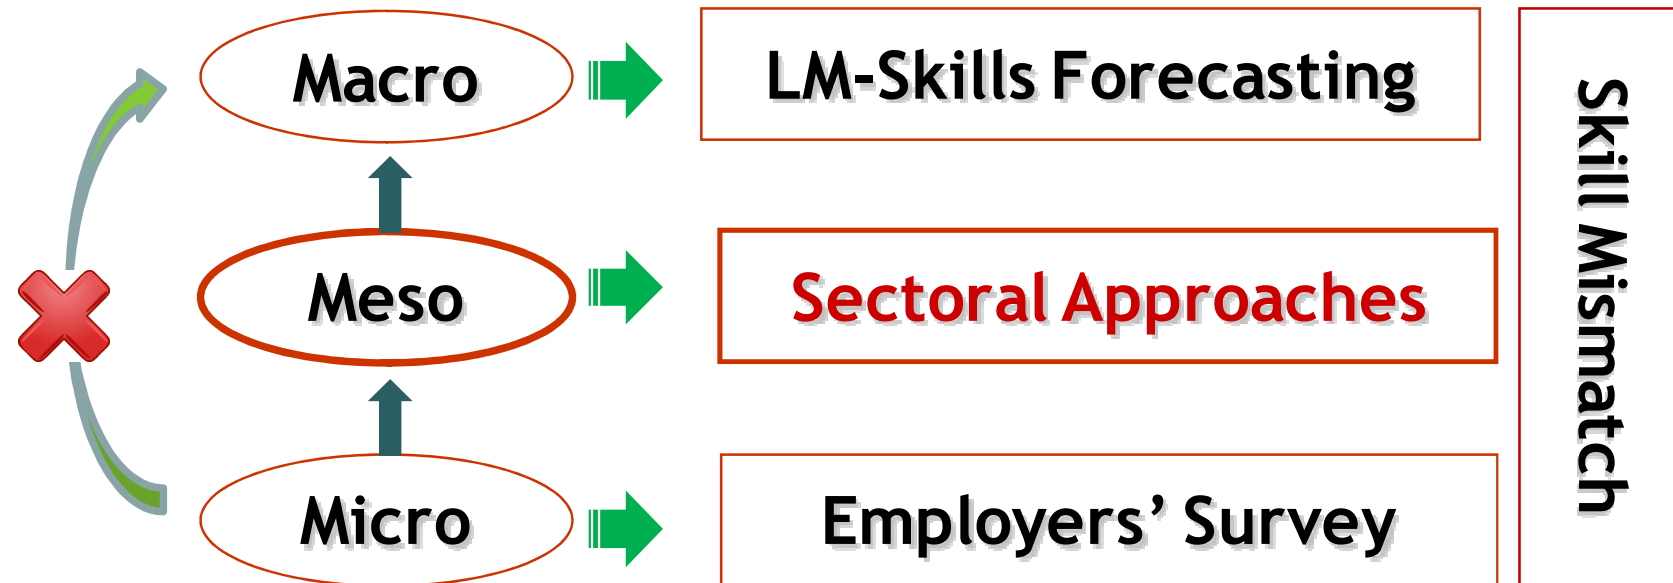 Macro
LM-Skills Forecasting
Meso
Sectoral Approaches
Micro
Employers’ Survey
Skill Mismatch